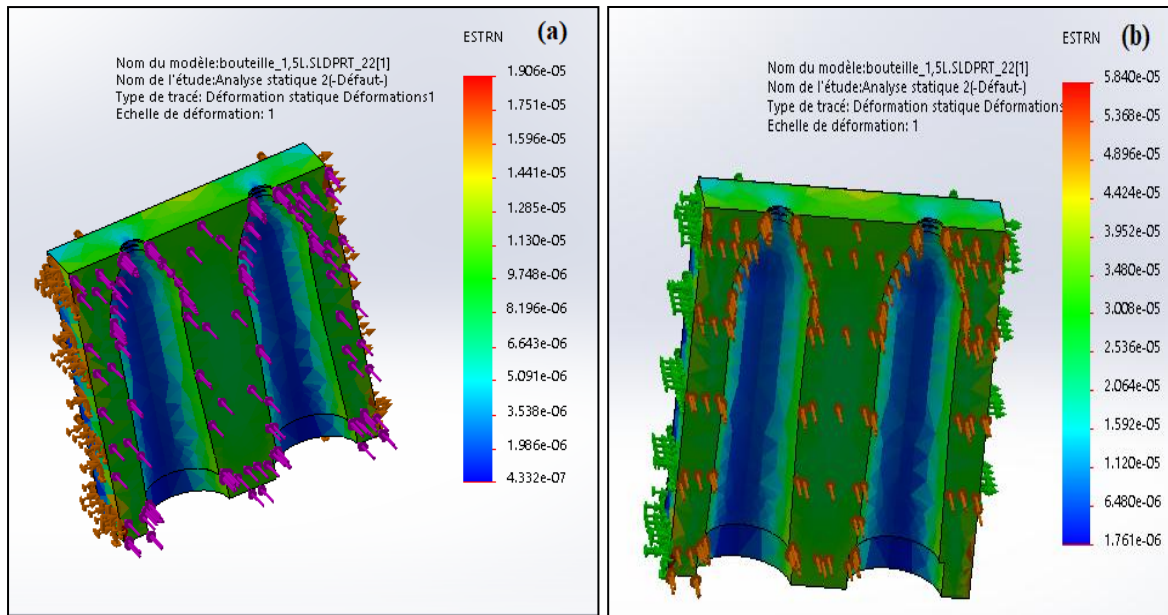 ESTRN
(a)
Nom du modèle:bouteille_1,5L.SLDPRT_22[1]
Nom de l'étude:Analyse statique 2(-Défaut-)
Type de tracé: Déformation statique Déformations1
Echelle de déformation: 1
1.906e-05
1.751e-05
1.596e-05
1.441e-05
1.285e-05
1.130e-05
9.748e-06
8.196e-06
6.643e-06
5.091e-06
3.538e-06
1.986e-06
4.332e-07
ESTRN
(b)
Nom du modèle:bouteille_1,5L.SLDPRT_22[1]
Nom de l'étude:Analyse statique 2(-Défaut-)
Type de tracé: Déformation statique Déformations
Echelle de déformation: 1
5.840e-05
5.368e-05
4.896e-05
4.424e-05
3.952e-05
3.480e-05
3.008e-05
2.536e-05
2.064e-05
1.592e-05
1.120e-05
6.480e-06
1.761e-06